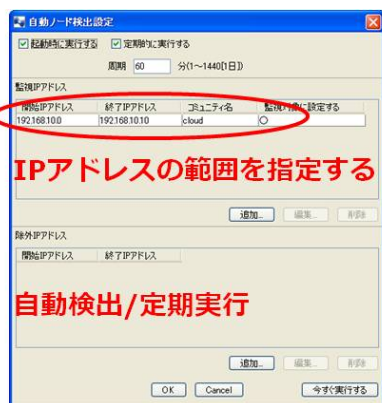 自動ノード検出設定
起動時に実行する 定期的に実行する
周期 60 分(1~1440[1日])
監視IPアドレス
開始IPアドレス 終了IPアドレス コミュニティ名 監視対象に設定する
192.168.10.0 192.168.10.10 cloud ○
IPアドレスの範囲を指定する
追加... 編集... 削除
除外IPアドレス
開始IPアドレス 終了IPアドレス
自動検出/定期実行
追加... 編集... 削除
OK Cancel 今すぐ実行する